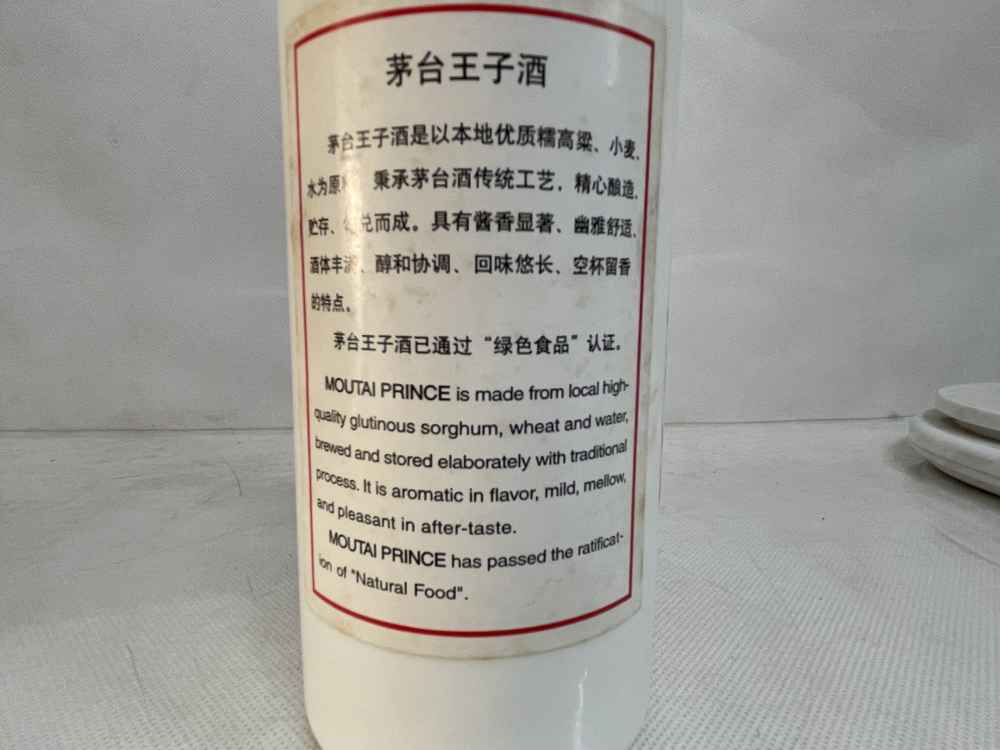 茅台王子酒
茅台王子酒是以本地优质糯高粱、小麦、
水为原 秉承茅台酒传统工艺，精心酿造、
贮存、 兑而成。具有酱香显著、幽雅舒适、
酒体丰满、醇和协调、回味悠长、空杯留香
的特点。
茅台王子酒已通过“绿色食品”认证。
MOUTAI PRINCE is made from local high-
quality glutinous sorghum, wheat and water,
brewed and stored elaborately with traditional
process. It is aromatic in flavor, mild, mellow,
and pleasant in after-taste.
MOUTAI PRINCE has passed the ratificat-
ion of "Natural Food".